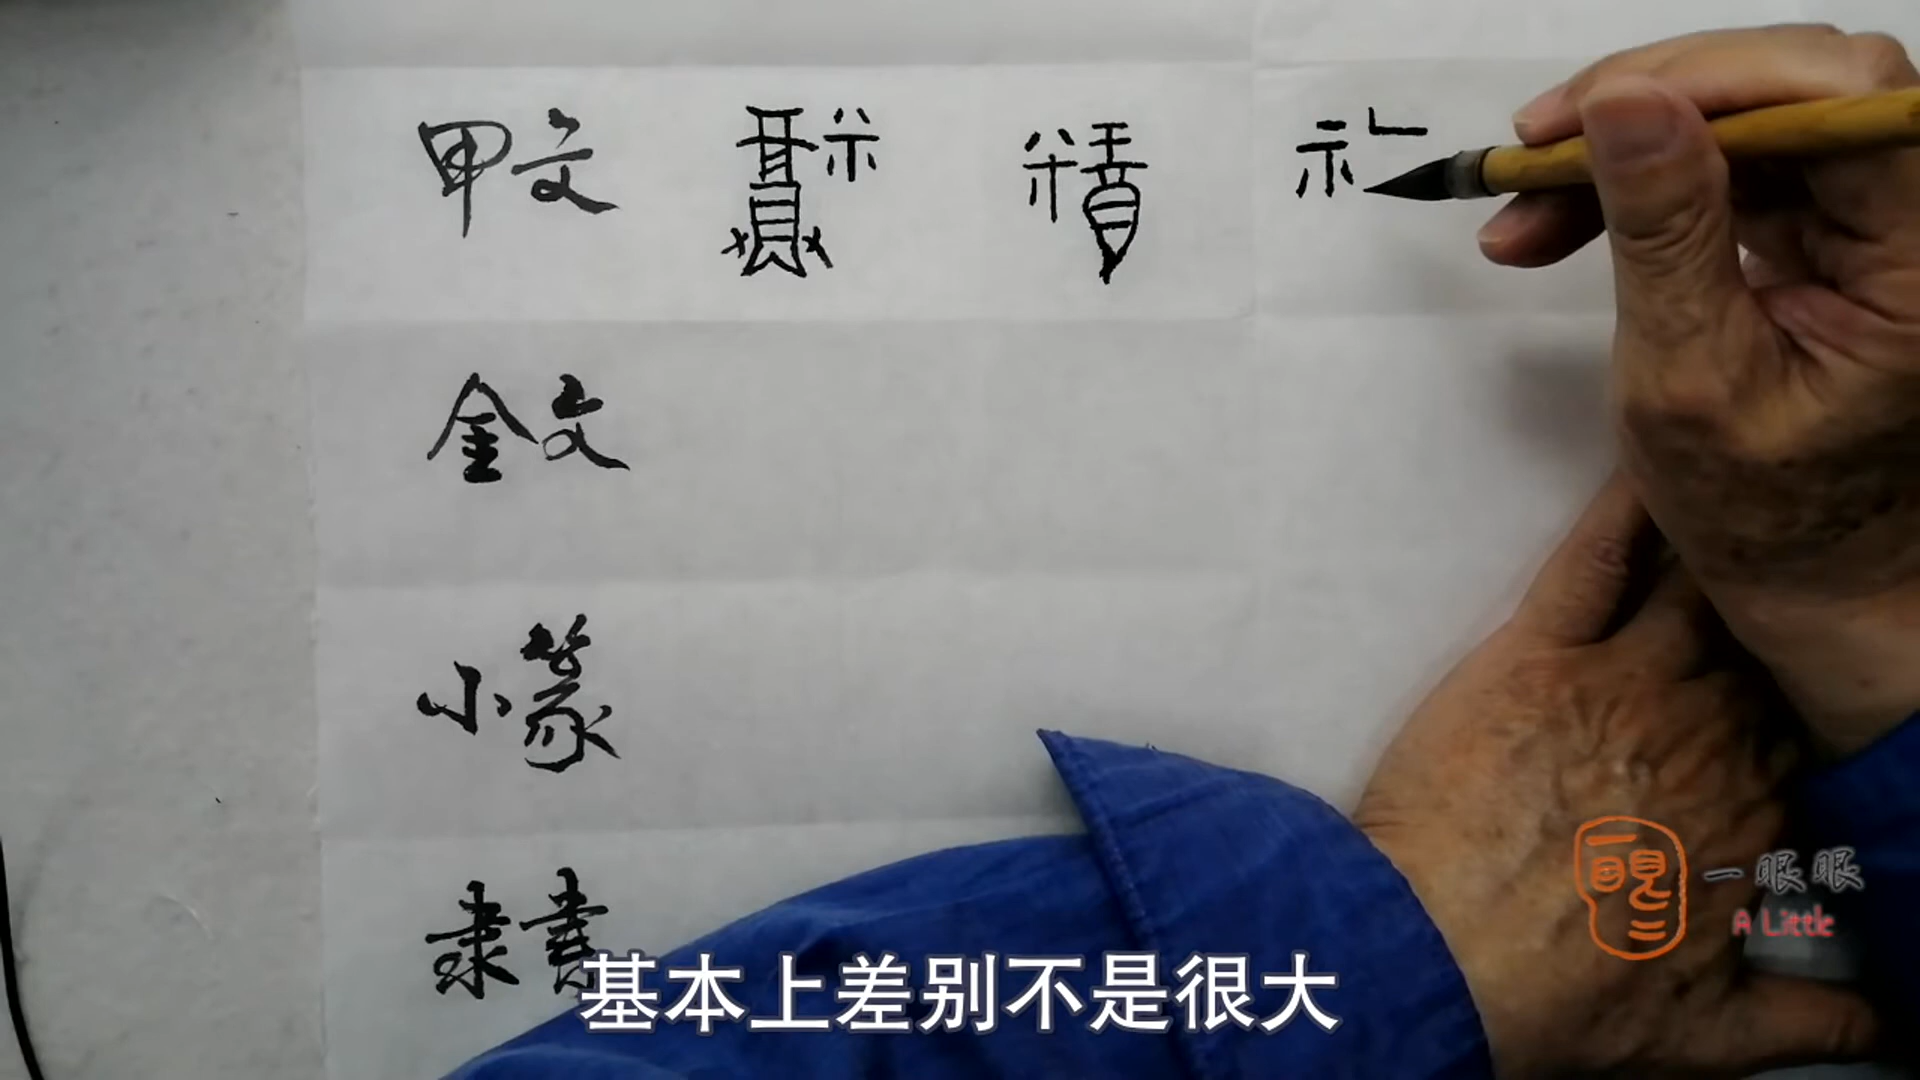 甲文
金文
小篆
隶書
基本上差别不是很大
一眼眼
A Little